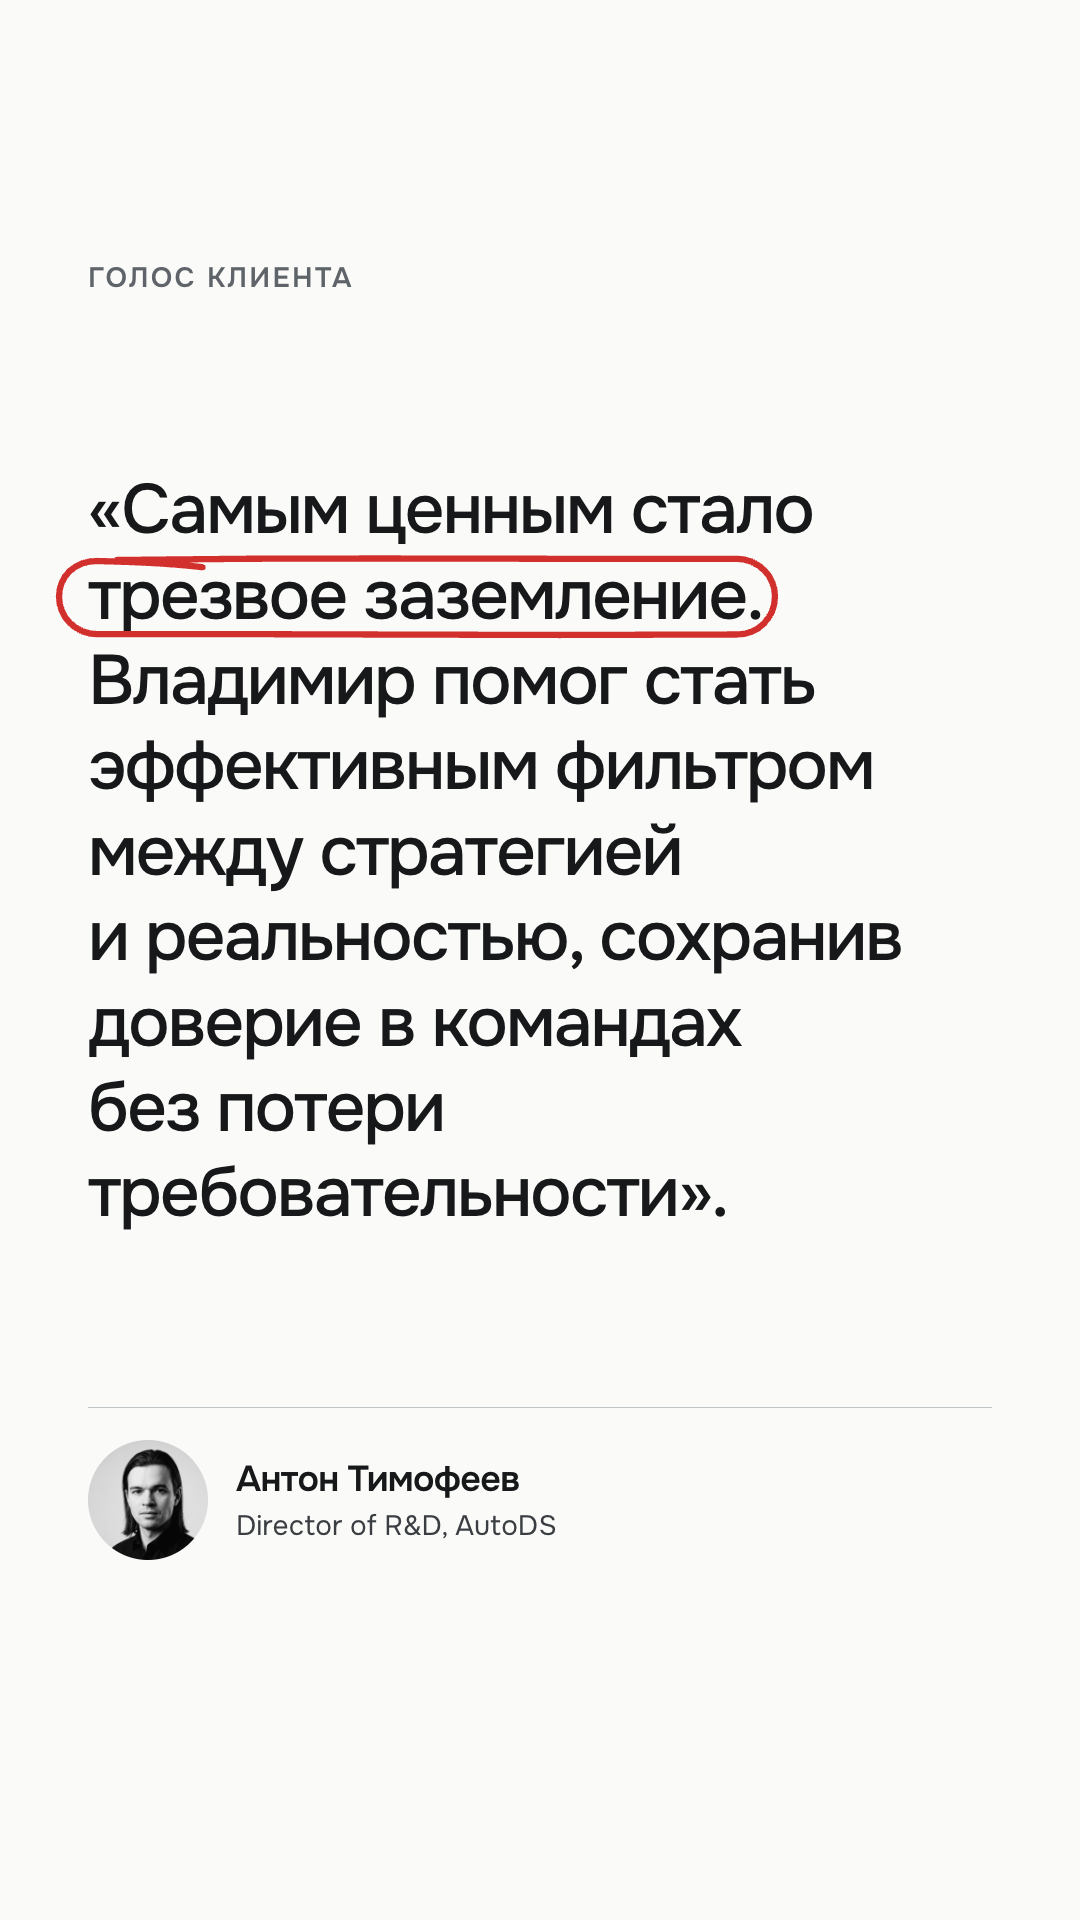 ГОЛОС КЛИЕНТА
«Самым ценным стало
трезвое заземление.
Владимир помог стать
эффективным фильтром
между стратегией
и реальностью, сохранив
доверие в командах
без потери
требовательности».
Антон Тимофеев
Director of R&D, AutoDS